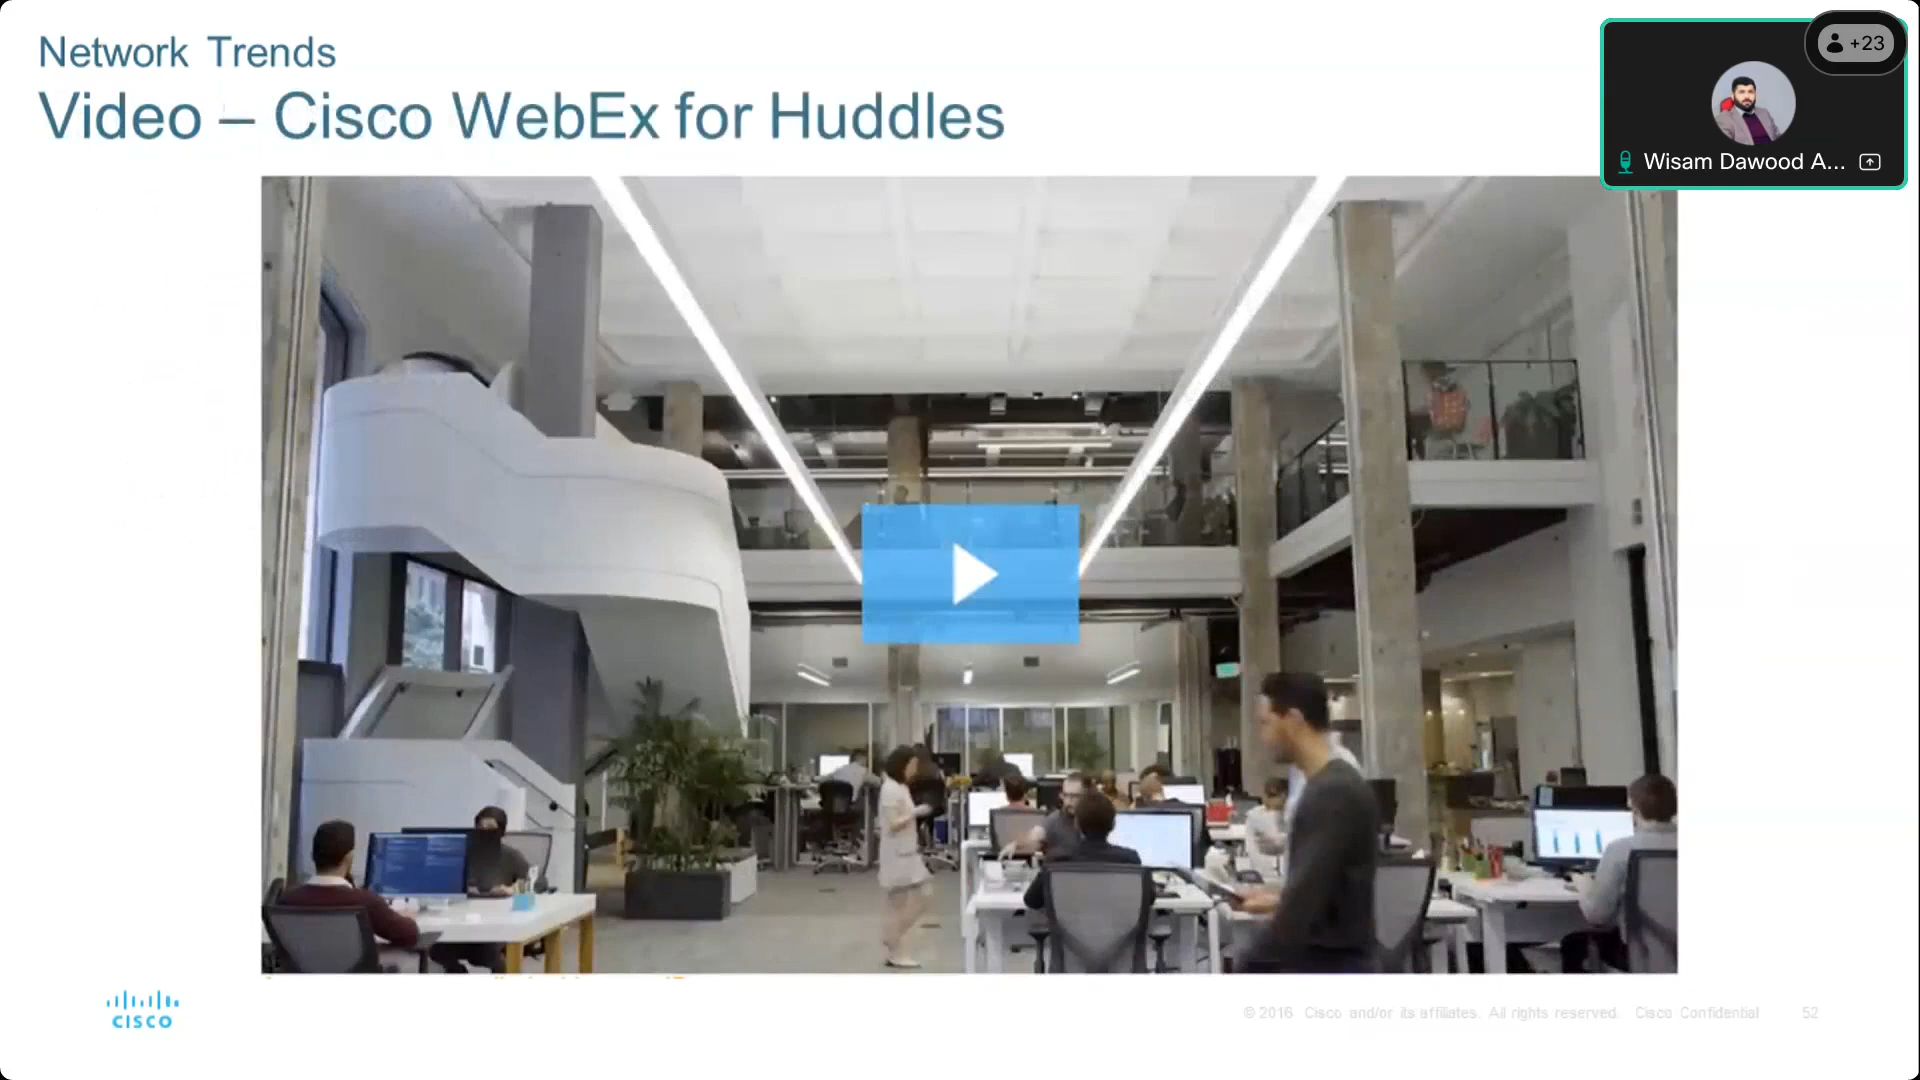 Network Trends
Video – Cisco WebEx for Huddles
+23
Wisam Dawood A...
CISCO
© 2016 Cisco and/or its affiliates. All rights reserved. Cisco Confidential 52